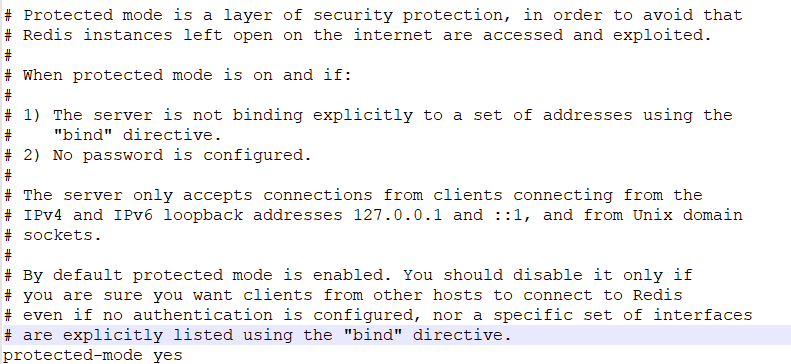 # Protected mode is a layer of security protection, in order to avoid that
# Redis instances left open on the internet are accessed and exploited.
#
# When protected mode is on and if:
#
# 1) The server is not binding explicitly to a set of addresses using the
#    "bind" directive.
# 2) No password is configured.
#
# The server only accepts connections from clients connecting from the
# IPv4 and IPv6 loopback addresses 127.0.0.1 and ::1, and from Unix domain
# sockets.
#
# By default protected mode is enabled. You should disable it only if
# you are sure you want clients from other hosts to connect to Redis
# even if no authentication is configured, nor a specific set of interfaces
# are explicitly listed using the "bind" directive.
protected-mode yes